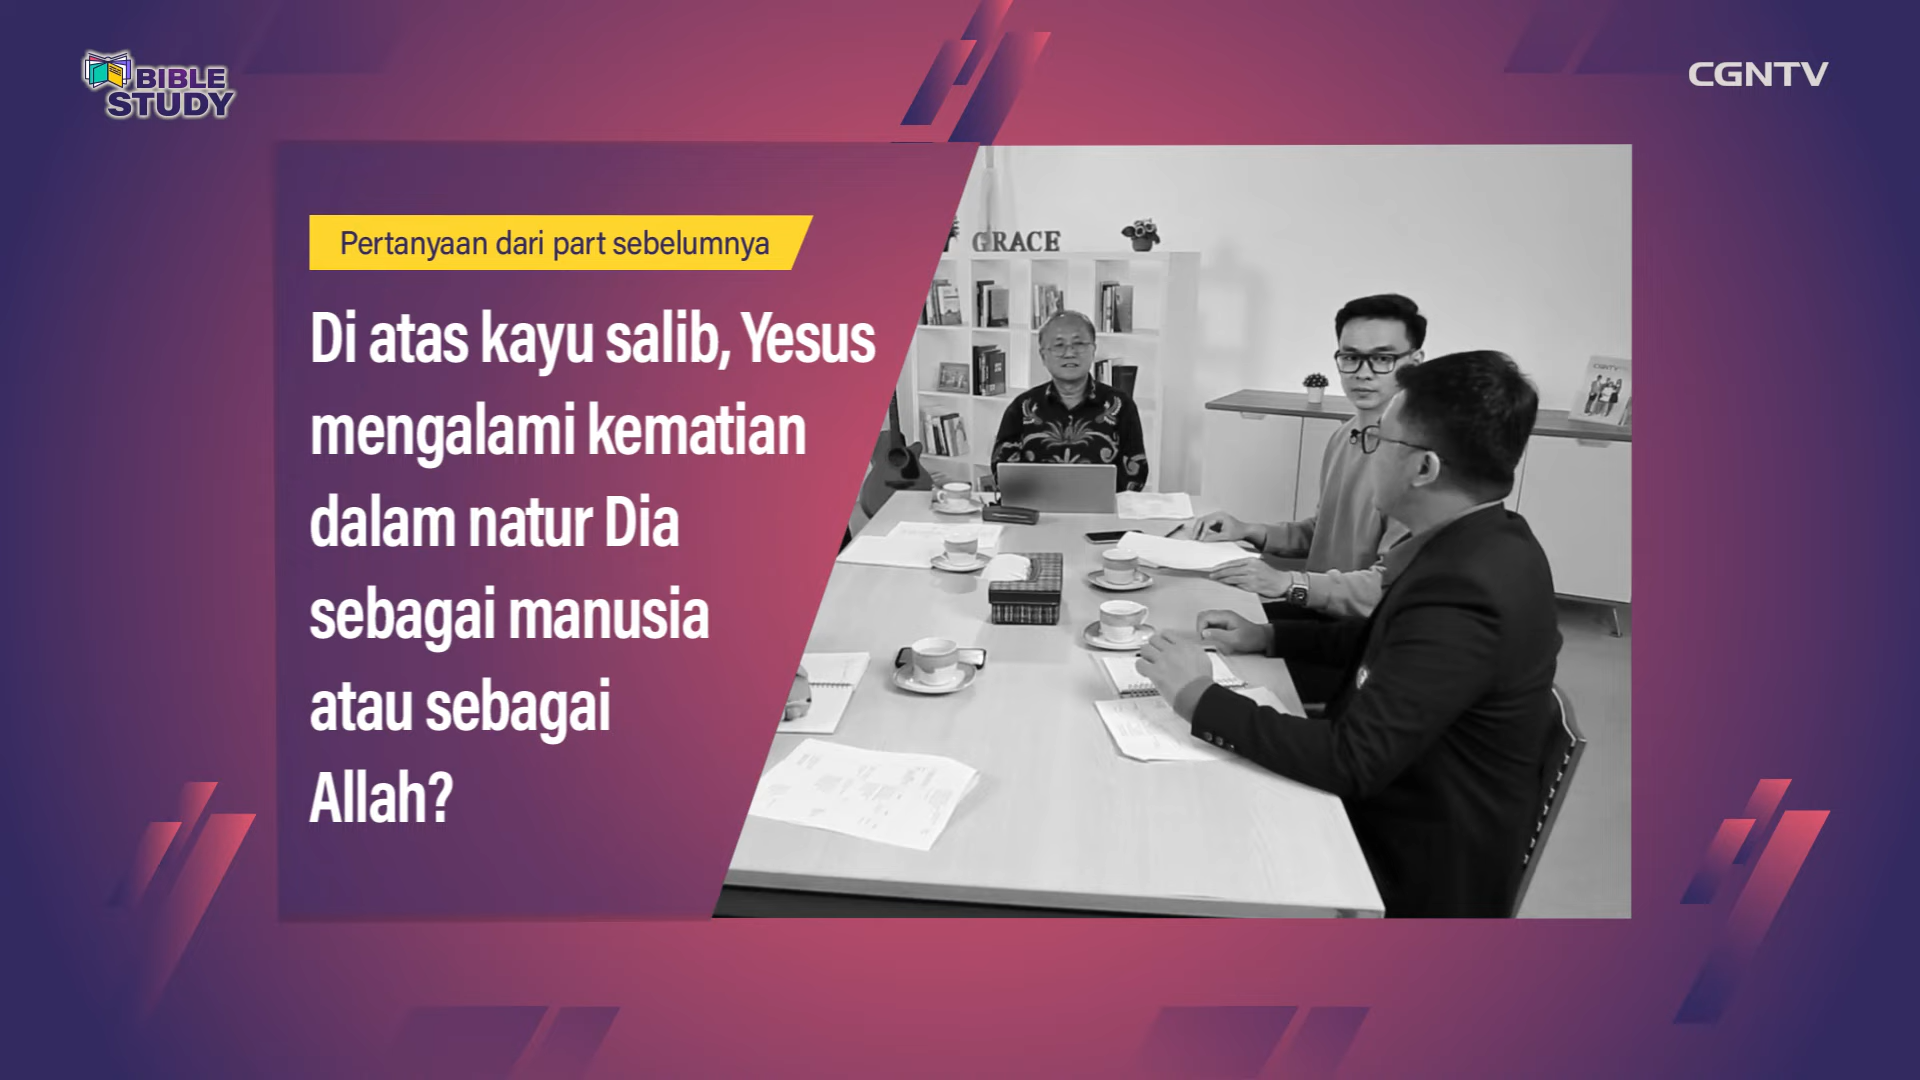 BIBLE
STUDY
CGNTV
Pertanyaan dari part sebelumnya
Di atas kayu salib, Yesus
mengalami kematian
dalam natur Dia
sebagai manusia
atau sebagai
Allah?
GRACE
CGNTV